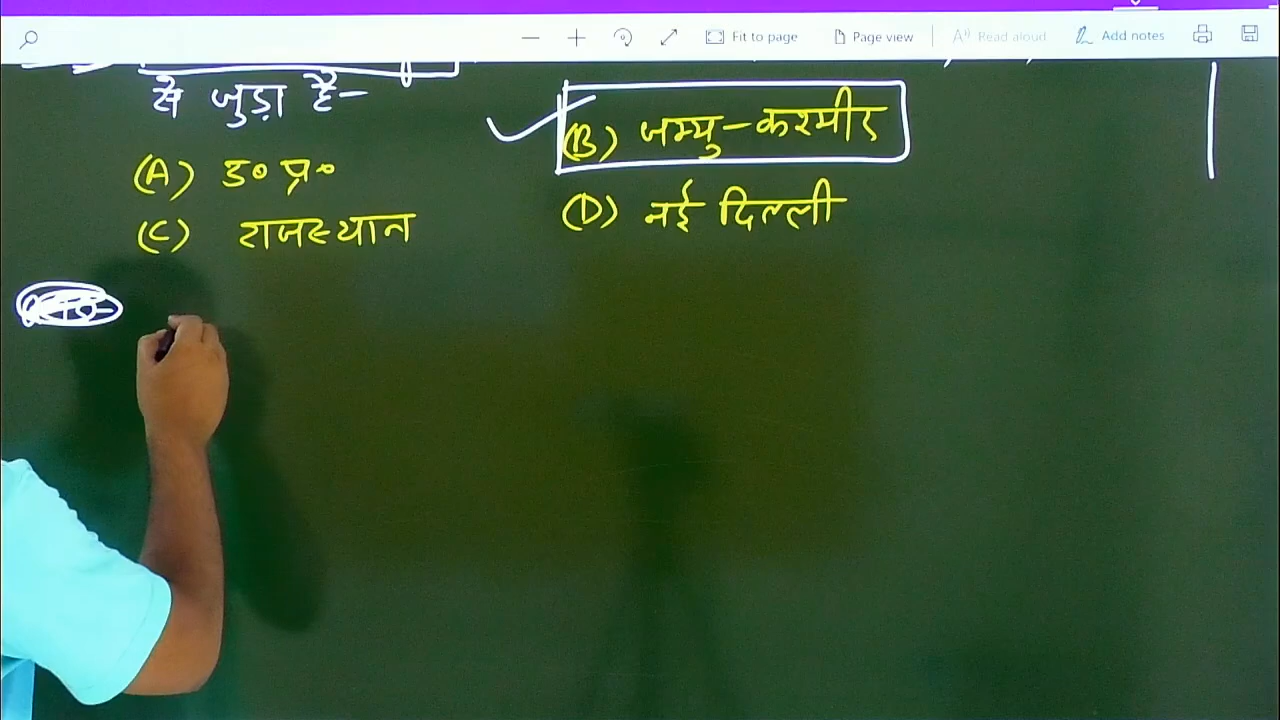 Fit to page Page view Read aloud Add notes
से जुड़ा है-
(A) उ० प्र०
(B) जम्मु-कश्मीर
(C) राजस्थान
(D) नई दिल्ली